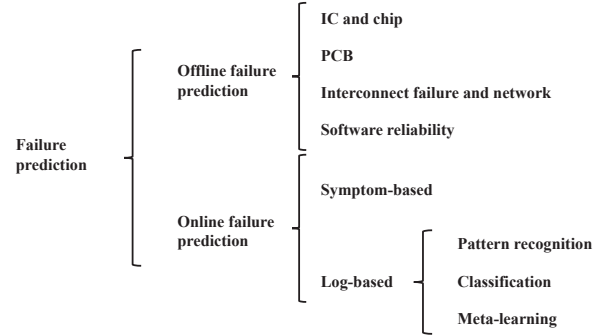 Failure
prediction
Offline failure
prediction
IC and chip
PCB
Interconnect failure and network
Software reliability
Online failure
prediction
Symptom-based
Log-based
Pattern recognition
Classification
Meta-learning